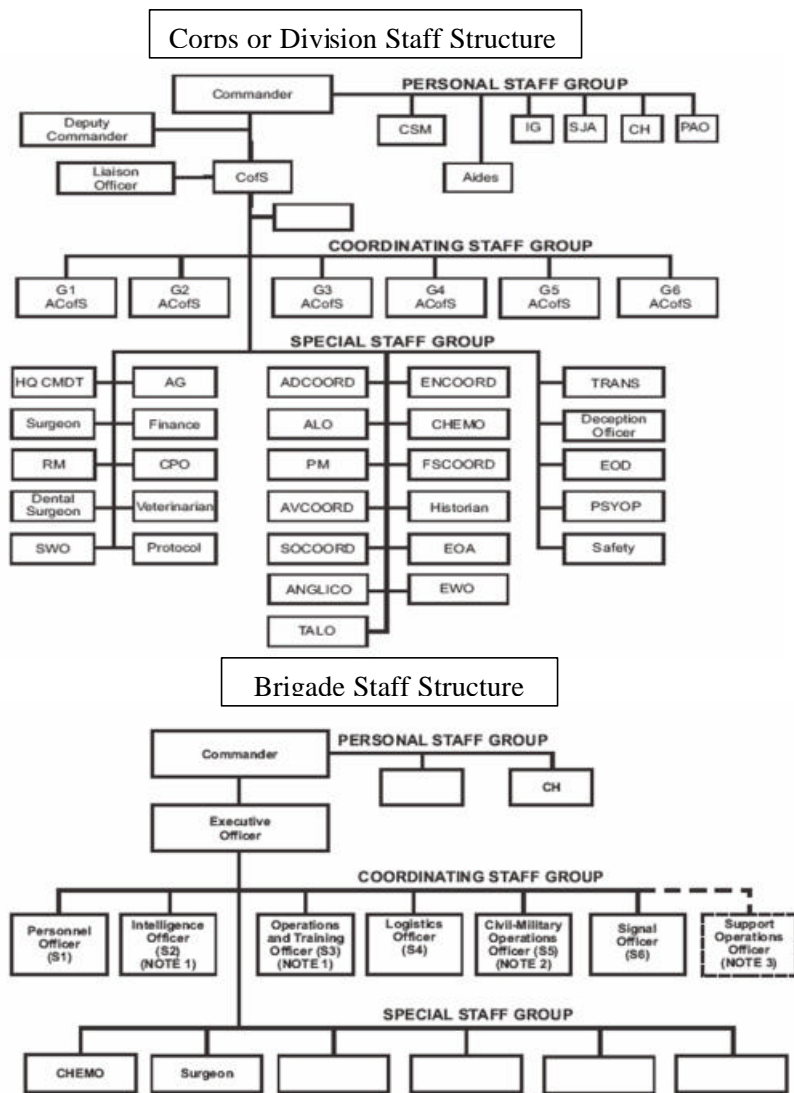 Corps or Division Staff Structure
PERSONAL STAFF GROUP
Commander
CSM
IG
SJA
CH
PAO
Deputy
Commander
Liaison
Officer
CofS
Aides
COORDINATING STAFF GROUP
G1
ACofS
G2
ACofS
G3
ACofS
G4
ACofS
G5
ACofS
G6
ACofS
SPECIAL STAFF GROUP
HQ CMDT
AG
ADCOORD
ENCOORD
TRANS
Surgeon
Finance
ALO
CHEMO
Deception
Officer
RM
CPO
PM
FSCOORD
EOD
Dental
Surgeon
Veterinarian
AVCOORD
Historian
PSYOP
SWO
Protocol
SOCOORD
EOA
Safety
ANGLICO
EWO
TALO
Brigade Staff Structure
PERSONAL STAFF GROUP
Commander
CH
Executive
Officer
COORDINATING STAFF GROUP
Personnel
Officer
(S1)
Intelligence
Officer
(S2)
(NOTE 1)
Operations
and Training
Officer (S3)
(NOTE 1)
Logistics
Officer
(S4)
Civil-Military
Operations
Officer (S5)
(NOTE 2)
Signal
Officer
(S6)
Support
Operations
Officer
(NOTE 3)
SPECIAL STAFF GROUP
CHEMO
Surgeon